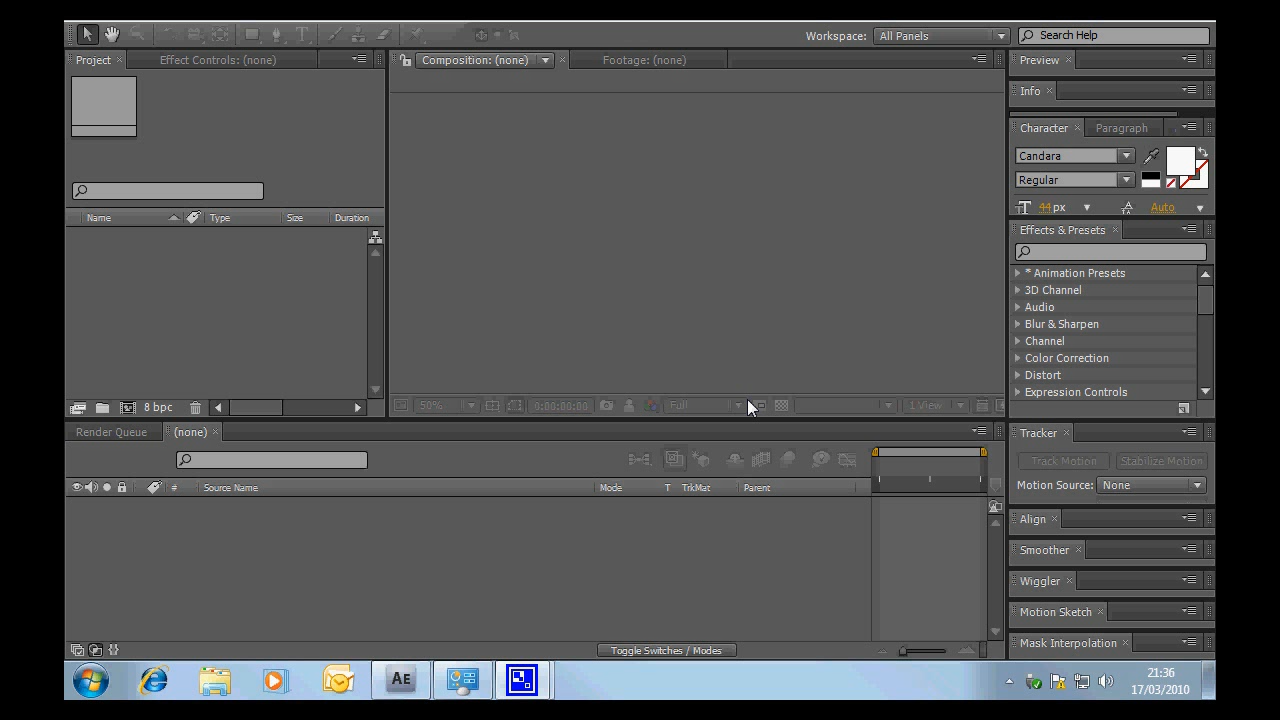 Workspace: All Panels Search Help
Project Effect Controls: (none)
Composition: (none) Footage: (none)
Preview
Info
Character Paragraph
Candara
Regular
44 px Auto
Effects & Presets
* Animation Presets
3D Channel
Audio
Blur & Sharpen
Channel
Color Correction
Distort
Expression Controls
Name Type Size Duration
8 bpc
50% 0:00:00:00 Full 1 View
Render Queue (none)
# Source Name Mode T TrkMat Parent
Toggle Switches / Modes
Tracker
Track Motion Stabilize Motion
Motion Source: None
Align
Smoother
Wiggler
Motion Sketch
Mask Interpolation
AE
21:36
17/03/2010